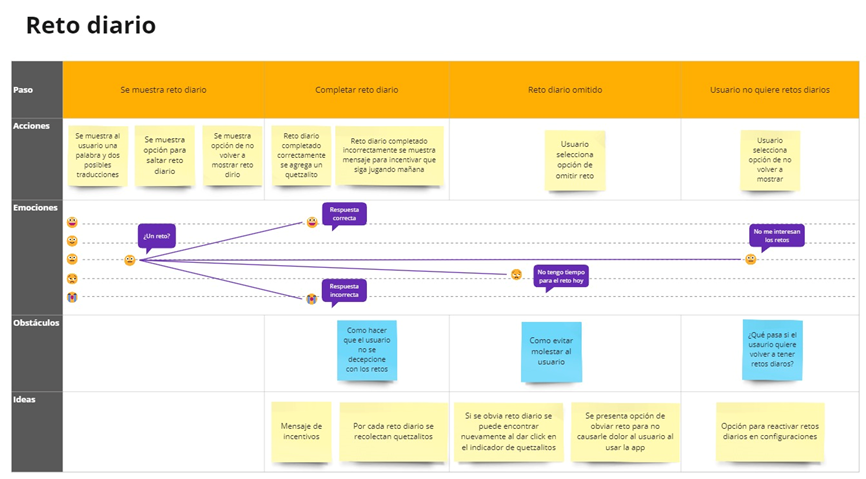 Reto diario
Paso
Se muestra reto diario
Completar reto diario
Reto diario omitido
Usuario no quiere retos diarios
Acciones
Se muestra al
usuario una
palabra y dos
posibles
traducciones
Se muestra
opción para
saltar reto
diario
Se muestra
opción de no
volver a
mostrar reto
dirio
Reto diario
completado
correctamente
se agrega un
quetzalito
Reto diario completado
incorrectamente se muestra
mensaje para incentivar que
siga jugando mañana
Usuario
selecciona
opción de
omitir reto
Usuario
selecciona
opción de no
volver a
mostrar
Emociones
¿Un reto?
Respuesta
correcta
Respuesta
incorrecta
No tengo tiempo
para el reto hoy
No me interesan
los retos
Obstáculos
Como hacer
que el usuario
no se
decepcione
con los retos
Como evitar
molestar al
usuario
¿Qué pasa si el
usaurio quiere
volver a tener
retos diaros?
Ideas
Mensaje de
incentivos
Por cada reto diario se
recolectan quetzalitos
Si se obvia reto diario se
puede encontrar
nuevamente al dar click en
el indicador de quetzalitos
Se presenta opción de
obviar reto para no
causarle dolor al usuario al
usar la app
Opción para reactivar retos
diarios en configuraciones